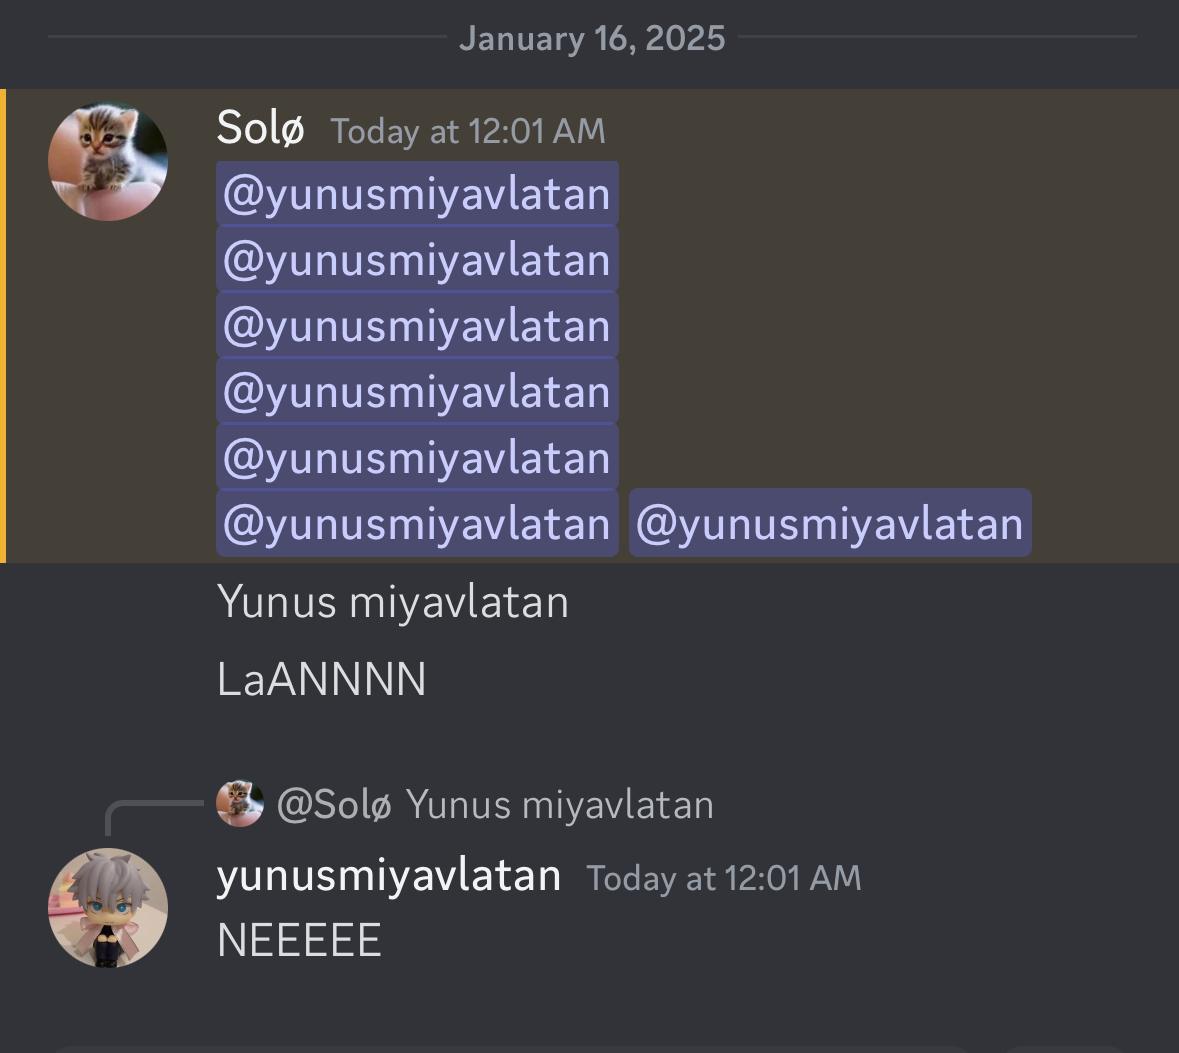 January 16, 2025
Solø Today at 12:01 AM
@yunusmiyavlatan
@yunusmiyavlatan
@yunusmiyavlatan
@yunusmiyavlatan
@yunusmiyavlatan
@yunusmiyavlatan @yunusmiyavlatan
Yunus miyavlatan
LaANNNN
@Solø Yunus miyavlatan
yunusmiyavlatan Today at 12:01 AM
NEEEEE